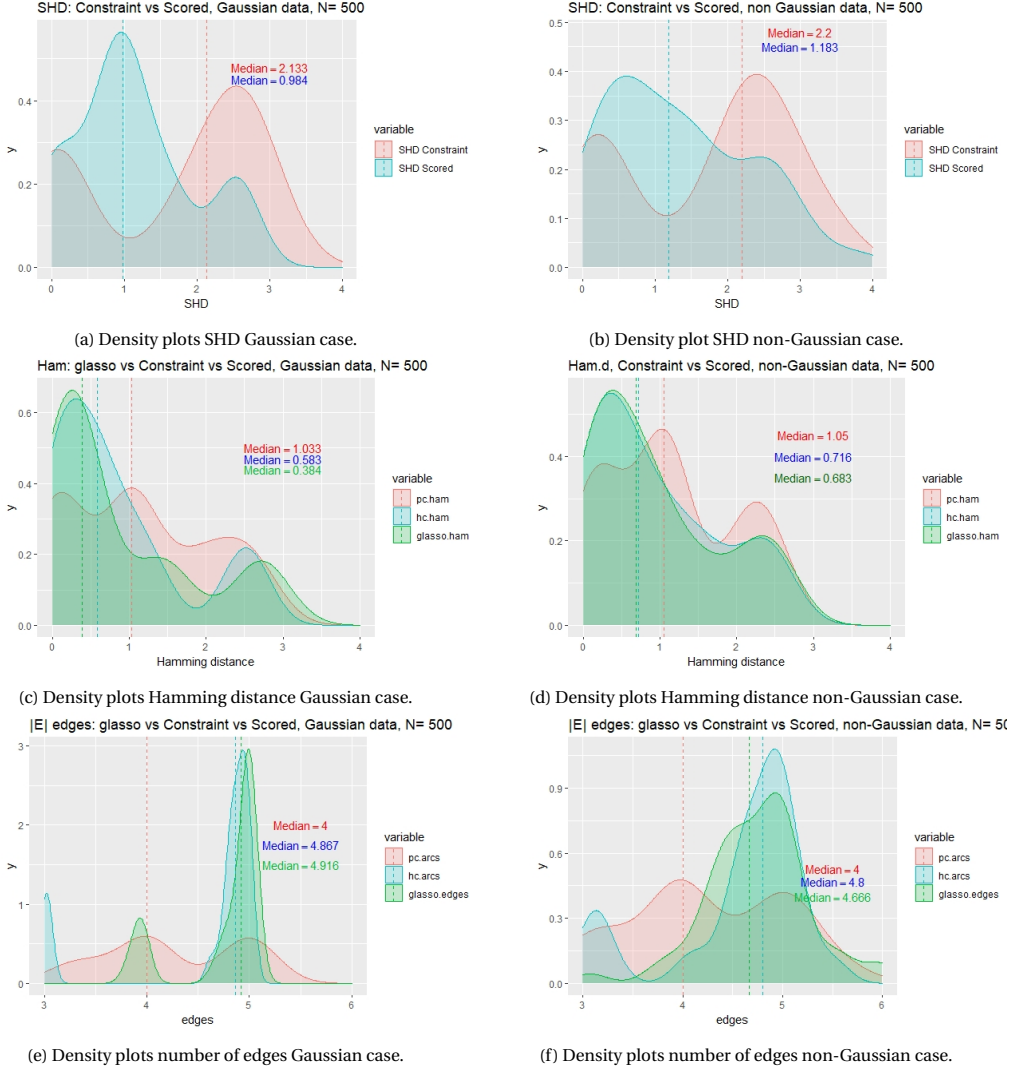 SHD: Constraint vs Scored, Gaussian data, N= 500
Median = 2.133
Median = 0.984
y
0.4
0.2
0.0
0 1 2 3 4
SHD
variable
SHD Constraint
SHD Scored
(a) Density plots SHD Gaussian case.
SHD: Constraint vs Scored, non Gaussian data, N= 500
Median = 2.2
Median = 1.183
y
0.5
0.4
0.3
0.2
0.1
0.0
0 1 2 3 4
SHD
variable
SHD Constraint
SHD Scored
(b) Density plot SHD non-Gaussian case.
Ham: glasso vs Constraint vs Scored, Gaussian data, N= 500
Median = 1.033
Median = 0.583
Median = 0.384
y
0.6
0.4
0.2
0.0
0 1 2 3 4
Hamming distance
variable
pc.ham
hc.ham
glasso.ham
(c) Density plots Hamming distance Gaussian case.
Ham.d, Constraint vs Scored, non-Gaussian data, N= 500
Median = 1.05
Median = 0.716
Median = 0.683
y
0.4
0.2
0.0
0 1 2 3 4
Hamming distance
variable
pc.ham
hc.ham
glasso.ham
(d) Density plots Hamming distance non-Gaussian case.
|E| edges: glasso vs Constraint vs Scored, Gaussian data, N= 500
Median = 4
Median = 4.867
Median = 4.916
y
3
2
1
0
3 4 5 6
edges
variable
pc.arcs
hc.arcs
glasso.edges
(e) Density plots number of edges Gaussian case.
|E| edges: glasso vs Constraint vs Scored, non-Gaussian data, N= 50
Median = 4
Median = 4.8
Median = 4.666
y
0.9
0.6
0.3
0.0
3 4 5 6
edges
variable
pc.arcs
hc.arcs
glasso.edges
(f) Density plots number of edges non-Gaussian case.